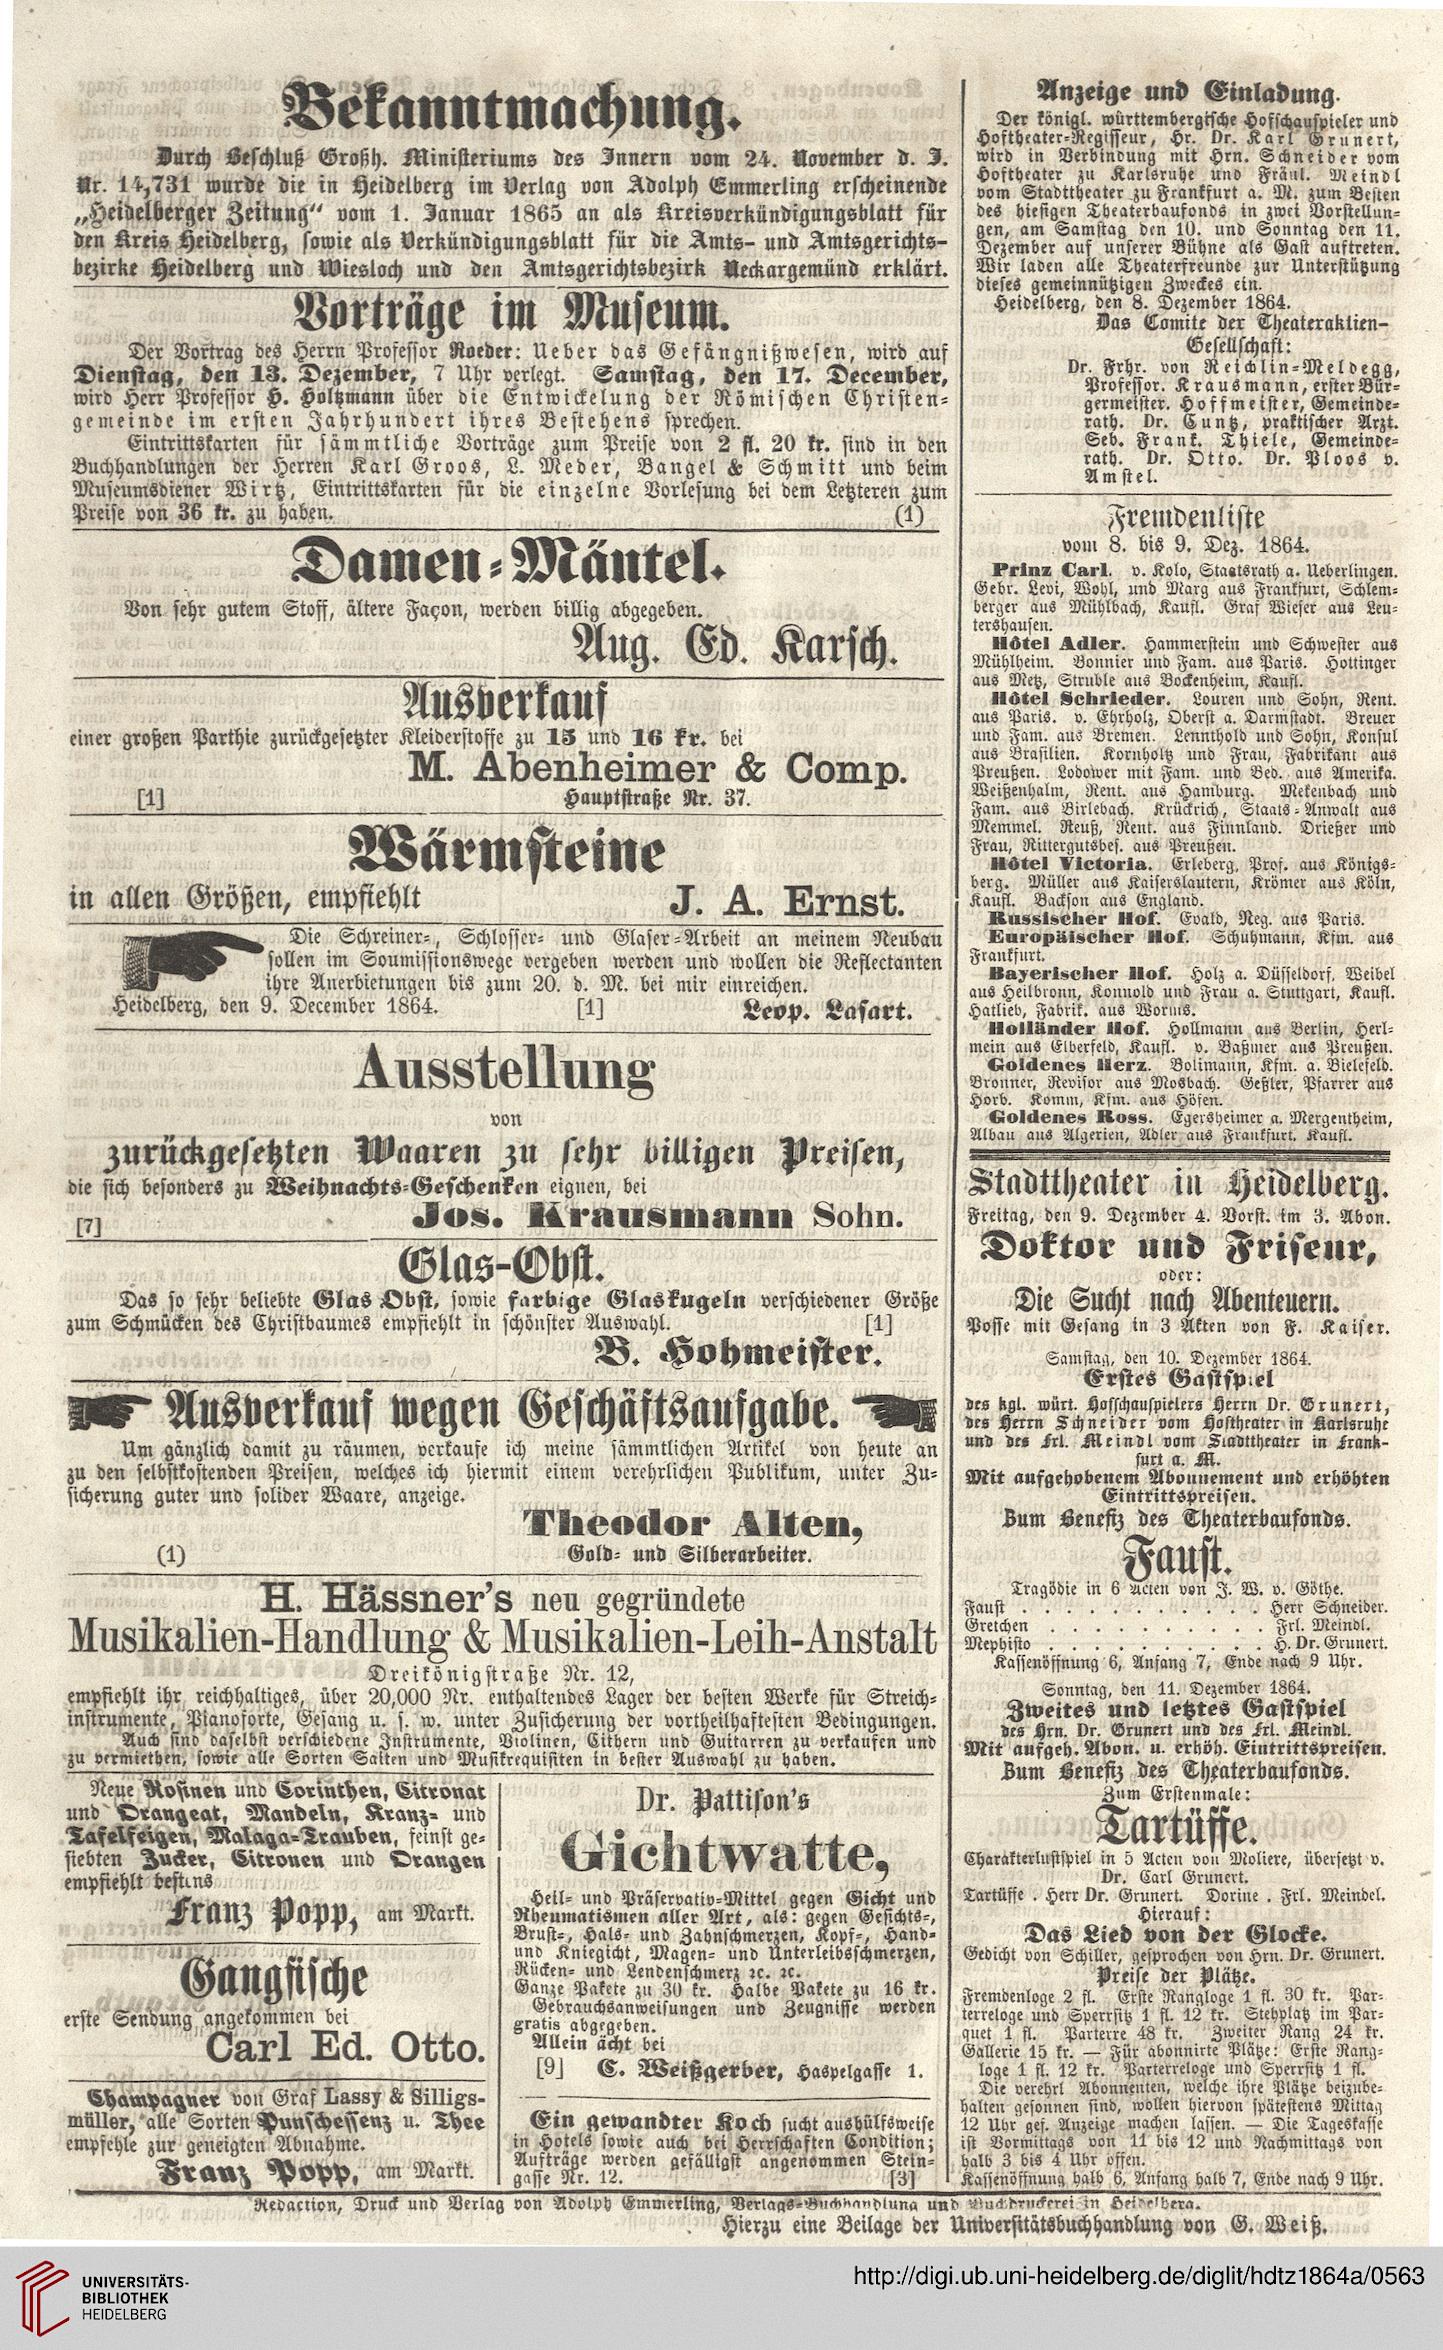 Bekanntmachung.
Durch Beschluß Großh. Ministeriums des Innern vom 24. November d. J.
Nr. 14,731 wurde die in Heidelberg im Verlag von Adolph Emmerling erscheinende
„Heidelberger Zeitung“ vom 1. Januar 1865 an als Kreisverkündigungsblatt für
den Kreis Heidelberg, sowie als Verkündigungsblatt für die Amts- und Amtsgerichts-
bezirke Heidelberg und Wiesloch und den Amtsgerichtsbezirk Neckargemünd erklärt.
Vorträge im Museum.
Der Vortrag des Herrn Professor Roeder: Ueber das Gefängnißwesen, wird auf
Dienstag, den 13. Dezember, 7 Uhr verlegt. Samstag, den 17. December,
wird Herr Professor H. Holtzmann über die Entwickelung der Römischen Christen-
gemeinde im ersten Jahrhundert ihres Bestehens sprechen.
Eintrittskarten für sämmtliche Vorträge zum Preise von 2 fl. 20 kr. sind in den
Buchhandlungen der Herren Karl Groos, L. Meder, Bangel & Schmitt und beim
Museumsdiener Wirtz, Eintrittskarten für die einzelne Vorlesung bei dem Letzteren zum
Preise von 36 kr. zu haben. (1)
Damen-Mäntel.
Von sehr gutem Stoff, ältere Façon, werden billig abgegeben.
Aug. Ed. Karsch.
Ausverkauf
einer großen Parthie zurückgesetzter Kleiderstoffe zu 15 und 16 kr. bei
M. Abenheimer & Comp.
[1] Hauptstraße Nr. 37.
Wärmsteine
in allen Größen, empfiehlt J. A. Ernst.
Die Schreiner-, Schlosser- und Glaser-Arbeit an meinem Neubau
sollen im Soumissionswege vergeben werden und wollen die Reflectanten
ihre Anerbietungen bis zum 20. d. M. bei mir einreichen.
Heidelberg, den 9. December 1864. [1] Leop. Lasart.
Ausstellung
von
zurückgesetzten Waaren zu sehr billigen Preisen,
die sich besonders zu Weihnachts-Geschenken eignen, bei
[7] Jos. Krausmann Sohn.
Glas-Obst.
Das so sehr beliebte Glas Obst, sowie farbige Glaskugeln verschiedener Größe
zum Schmücken des Christbaumes empfiehlt in schönster Auswahl. [1]
B. Hohmeister.
Ausverkauf wegen Geschäftsaufgabe.
Um gänzlich damit zu räumen, verkaufe ich meine sämmtlichen Artikel von heute an
zu den selbstkostenden Preisen, welches ich hiermit einem verehrlichen Publikum, unter Zu-
sicherung guter und solider Waare, anzeige.
Theodor Alten,
(1) Gold- und Silberarbeiter.
H. Hässner's neu gegründete
Musikalien-Handlung & Musikalien-Leih-Anstalt
Dreikönigstraße Nr. 12,
empfiehlt ihr reichhaltiges, über 20,000 Nr. enthaltendes Lager der besten Werke für Streich-
instrumente, Pianoforte, Gesang u. s. w. unter Zusicherung der vortheilhaftesten Bedingungen.
Auch sind daselbst verschiedene Instrumente, Violinen, Cithern und Guitarren zu verkaufen und
zu vermiethen, sowie alle Sorten Saiten und Musikrequisiten in bester Auswahl zu haben.
Neue Rosinen und Corinthen, Citronat
und Orangeat, Mandeln, Kranz- und
Tafelfeigen, Malaga-Trauben, feinst ge-
siebten Zucker, Citronen und Orangen
empfiehlt bestens
Franz Popp, am Markt.
Gangfische
erste Sendung angekommen bei
Carl Ed. Otto.
Champagner von Graf Lassy & Silligs-
müller, alle Sorten Punschessenz u. Thee
empfehle zur geneigten Abnahme.
Franz Popp, am Markt.
Dr. Pattison's
Gichtwatte,
Heil- und Präservativ-Mittel gegen Gicht und
Rheumatismen aller Art, als: gegen Gesichts-,
Brust-, Hals- und Zahnschmerzen, Kopf-, Hand-
und Kniegicht, Magen- und Unterleibsschmerzen,
Rücken- und Lendenschmerz ꝛc. ꝛc.
Ganze Pakete zu 30 kr. Halbe Pakete zu 16 kr.
Gebrauchsanweisungen und Zeugnisse werden
gratis abgegeben.
Allein ächt bei
[9] C. Weißgerber, Haspelgasse 1.
Ein gewandter Koch sucht aushülfsweise
in Hotels sowie auch bei Herrschaften Condition;
Aufträge werden gefälligst angenommen Stein-
gasse Nr. 12. [3]
Anzeige und Einladung.
Der königl. württembergische Hofschauspieler und
Hoftheater-Regisseur, Hr. Dr. Karl Grunert,
wird in Verbindung mit Hrn. Schneider vom
Hoftheater zu Karlsruhe und Fräul. Meindl
vom Stadttheater zu Frankfurt a. M. zum Besten
des hiesigen Theaterbaufonds in zwei Vorstellun-
gen, am Samstag den 10. und Sonntag den 11.
Dezember auf unserer Bühne als Gast auftreten.
Wir laden alle Theaterfreunde zur Unterstützung
dieses gemeinnützigen Zweckes ein.
Heidelberg, den 8. Dezember 1864.
Das Comite der Theateraktien-
Gesellschaft:
Dr. Frhr. von Reichlin-Meldegg,
Professor. Krausmann, erster Bür-
germeister. Hoffmeister, Gemeinde-
rath. Dr. Cuntz, praktischer Arzt.
Seb. Frank. Thiele, Gemeinde-
rath. Dr. Otto. Dr. Ploos v.
Amstel.
Fremdenliste
vom 8. bis 9. Dez. 1864.
Prinz Carl. v. Kolo, Staatsrath a. Ueberlingen.
Gebr. Levi, Wohl, und Marg aus Frankfurt, Schlem-
berger aus Mühlbach, Kaufl. Graf Wieser aus Leu-
tershausen.
Hôtel Adler. Hammerstein und Schwester aus
Mühlheim. Bonnier und Fam. aus Paris. Hottinger
aus Metz, Struble aus Bockenheim, Kaufl.
Hôtel Schrieder. Louren und Sohn, Rent.
aus Paris. v. Ehrholz, Oberst a. Darmstadt. Breuer
und Fam. aus Bremen. Lennthold und Sohn, Konsul
aus Brasilien. Kornholtz und Frau, Fabrikant aus
Preußen. Lodower mit Fam. und Bed. aus Amerika.
Weißenhalm, Rent. aus Hamburg. Mekenbach und
Fam. aus Birlebach. Krückrich, Staats-Anwalt aus
Memmel. Reuß, Rent. aus Finnland. Drießer und
Frau, Rittergutsbes. aus Preußen.
Hôtel Victoria. Erleberg, Prof. aus Königs-
berg. Müller aus Kaiserslautern, Krömer aus Köln,
Kaufl. Backson aus England.
Russischer Hof. Evald, Neg. aus Paris.
Europäischer Hof. Schuhmann, Kfm. aus
Frankfurt.
Bayerischer Hof. Holz a. Düsseldorf, Weibel
aus Heilbronn, Konnold und Frau a. Stuttgart, Kaufl.
Hatlieb, Fabrik. aus Worms.
Holländer Hof. Hollmann aus Berlin, Herl-
mein aus Elberfeld, Kaufl. v. Baßmer aus Preußen.
Goldenes Herz. Bolimann, Kfm. a. Bielefeld.
Bronner, Revisor aus Mosbach. Geßler, Pfarrer aus
Horb. Komm, Kfm. aus Höfen.
Goldenes Ross. Egersheimer a. Mergentheim,
Albau aus Algerien, Adler aus Frankfurt. Kaufl.
Stadttheater in Heidelberg.
Freitag, den 9. Dezember 4. Vorst. im 3. Abon.
Doktor und Friseur,
oder:
Die Sucht nach Abenteuern.
Posse mit Gesang in 3 Akten von F. Kaiser.
Samstag, den 10. Dezember 1864.
Erstes Gastspiel
des kgl. würt. Hofschauspielers Herrn Dr. Grunert,
des Herrn Schneider vom Hoftheater in Karlsruhe
und des Frl. Meindl vom Stadttheater in Frank-
furt a. M.
Mit aufgehobenem Abonnement und erhöhten
Eintrittspreisen.
Zum Benefiz des Theaterbaufonds.
Faust.
Tragödie in 6 Acten von J. W. v. Göthe.
Faust . . . . . . . . . . . Herr Schneider.
Gretchen . . . . . . . . . . Frl. Meindl.
Mephisto . . . . . . . . . . H. Dr. Grunert.
Kassenöffnung 6, Anfang 7, Ende nach 9 Uhr.
Sonntag, den 11. Dezember 1864.
Zweites und letztes Gastspiel
des Hrn. Dr. Grunert und des Frl. Meindl.
Mit aufgeh. Abon. u. erhöh. Eintrittspreisen.
Zum Benefiz des Theaterbaufonds.
Zum Erstenmale:
Tartüffe.
Charakterlustspiel in 5 Acten von Moliere, übersetzt v.
Dr. Carl Grunert.
Tartüffe . Herr Dr. Grunert. Dorine . Frl. Meindel.
Hierauf:
Das Lied von der Glocke.
Gedicht von Schiller, gesprochen von Hrn. Dr. Grunert.
Preise der Plätze.
Fremdenloge 2 fl. Erste Rangloge 1 fl. 30 kr. Par-
terreloge und Sperrsitz 1 fl. 12 kr. Stehplatz im Par-
quet 1 fl. Parterre 48 kr. Zweiter Rang 24 kr.
Gallerie 15 kr. — Für abonnirte Plätze: Erste Rang-
loge 1 fl. 12 kr. Parterreloge und Sperrsitz 1 fl.
Die verehrl Abonnenten, welche ihre Plätze beizube-
halten gesonnen sind, wollen hiervon spätestens Mittag
12 Uhr gef. Anzeige machen lassen. — Die Tageskasse
ist Vormittags von 11 bis 12 und Nachmittags von
halb 3 bis 4 Uhr offen.
Kassenöffnung halb 6, Anfang halb 7, Ende nach 9 Uhr.
Redaction, Druck und Verlag von Adolph Emmerling, Verlags-Buchhandlung und Buchdruckerei in Heidelberg.
Hierzu eine Beilage der Universitätsbuchhandlung von G. Weiß.
UNIVERSITÄTS-
BIBLIOTHEK
HEIDELBERG
http://digi.ub.uni-heidelberg.de/diglit/hdtz1864a/0563